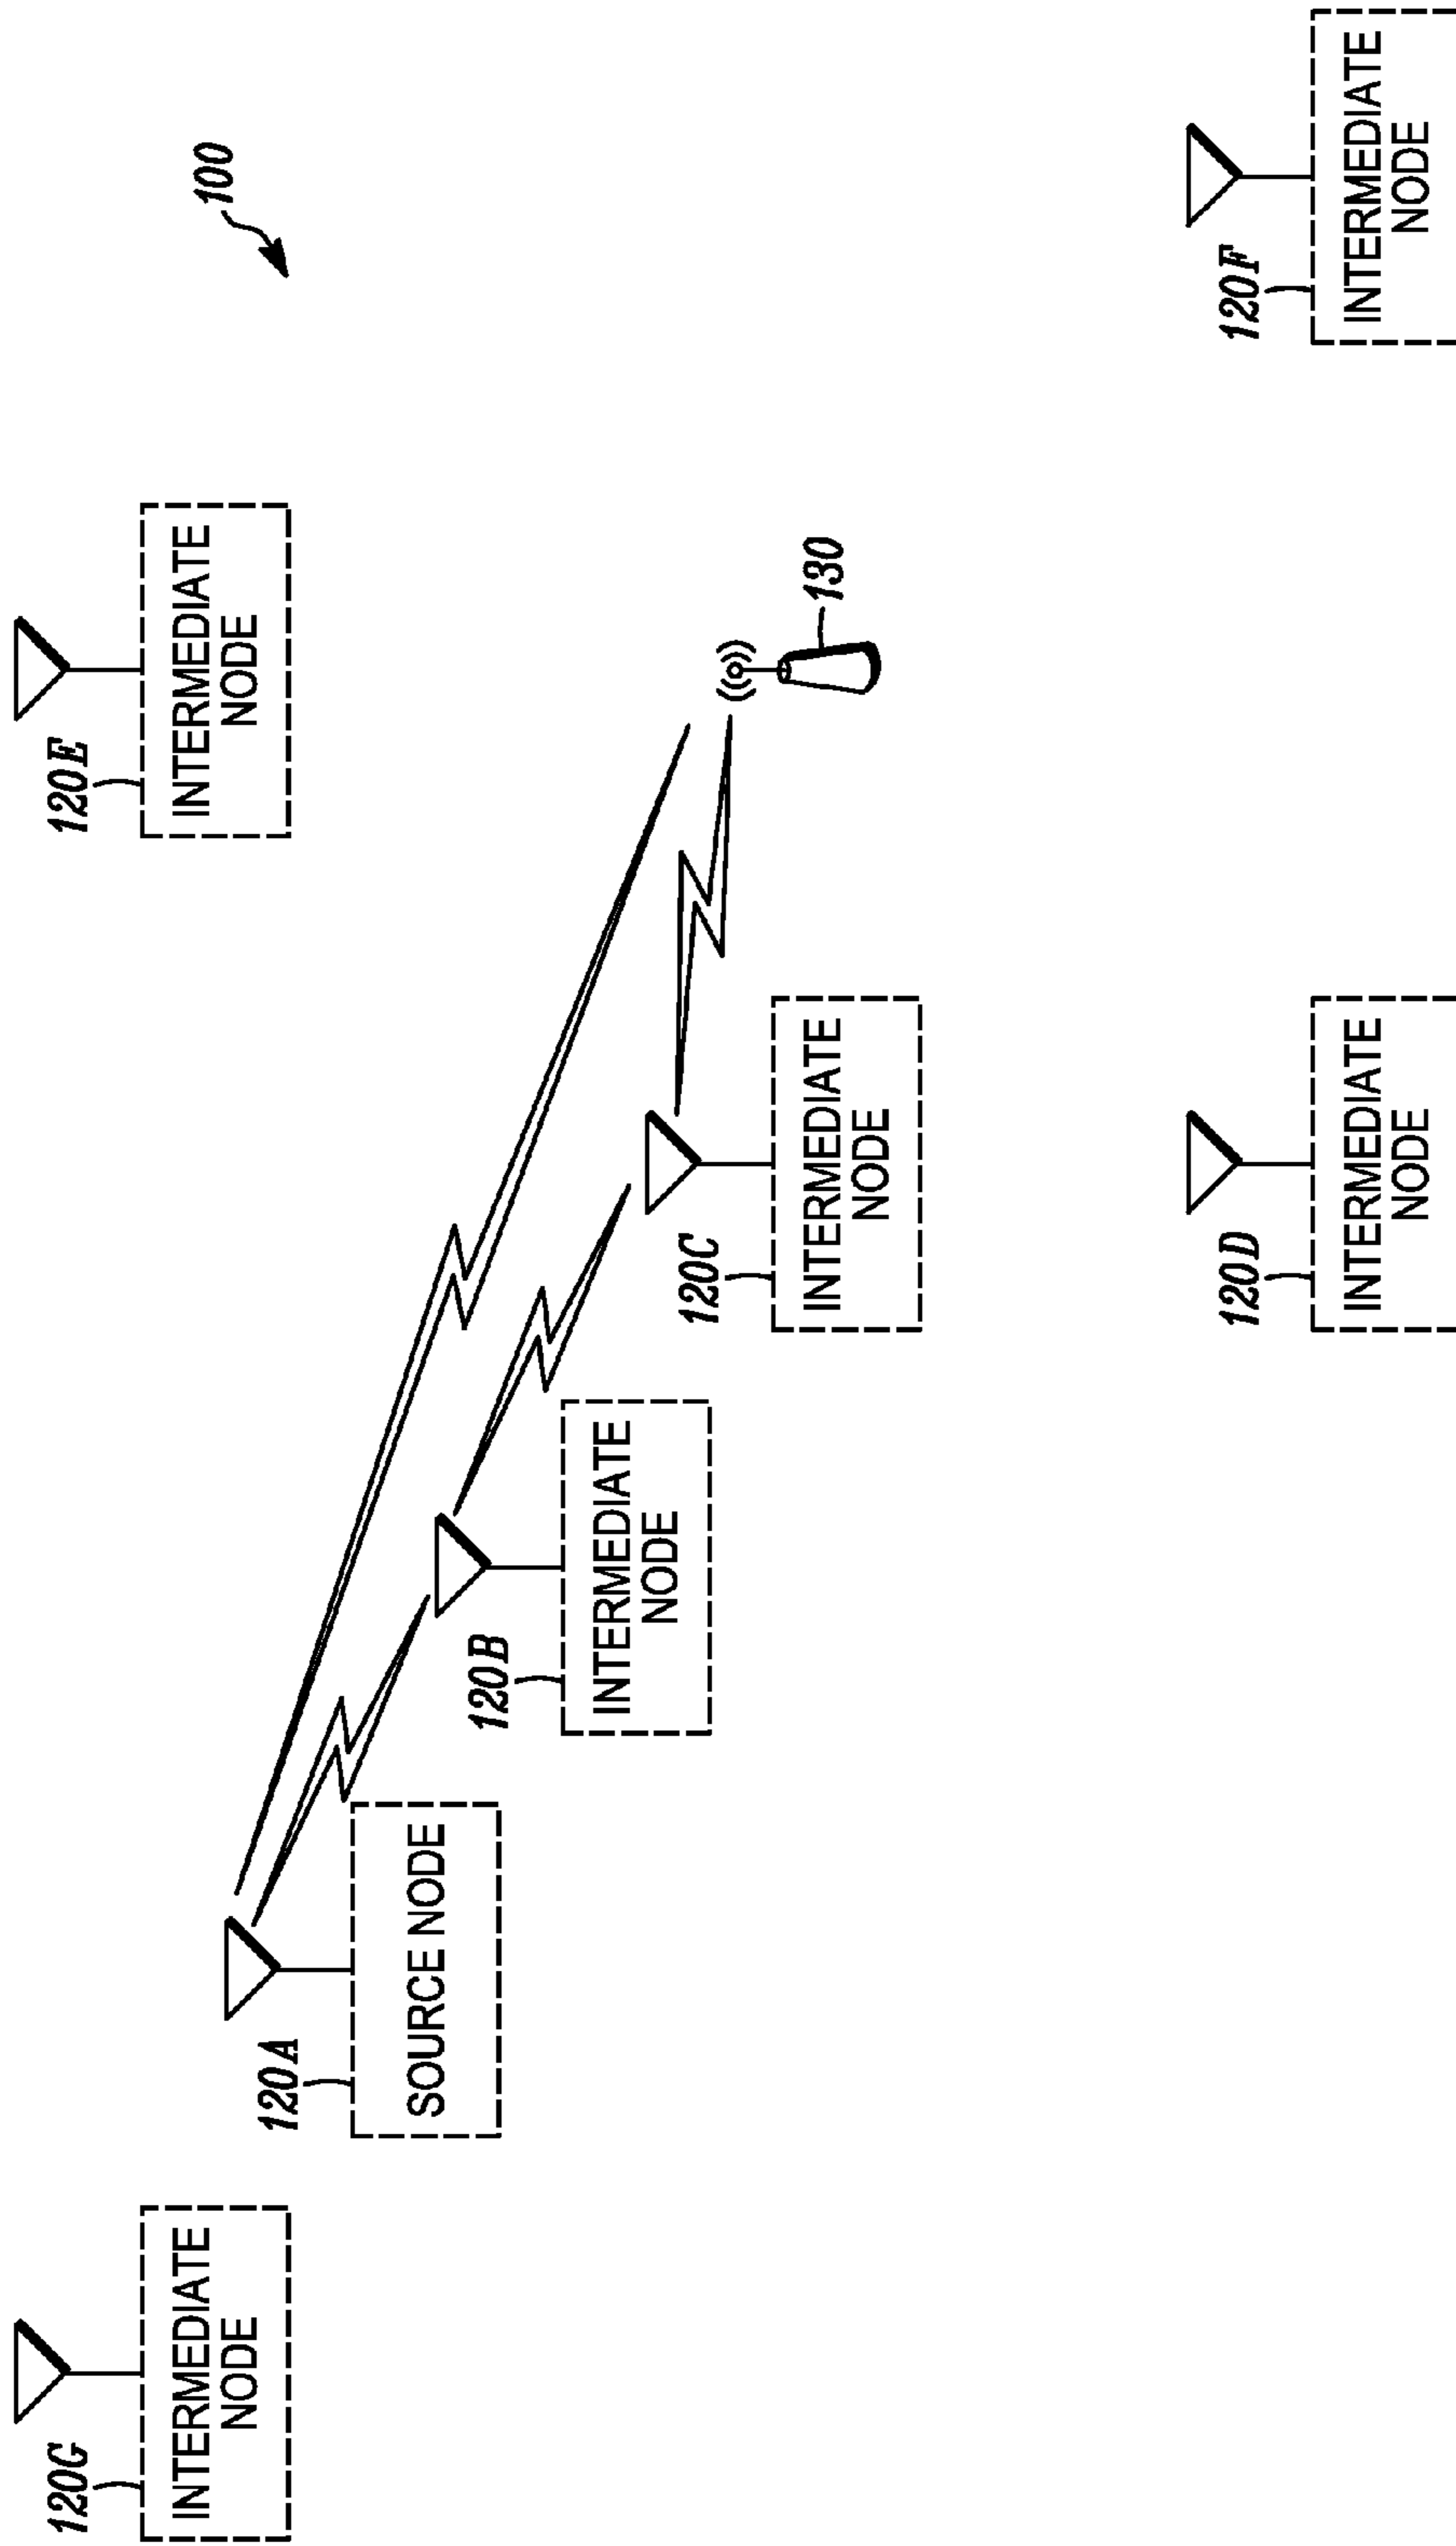 100
120G
INTERMEDIATE
NODE
120E
INTERMEDIATE
NODE
120A
SOURCE NODE
120B
INTERMEDIATE
NODE
120C
INTERMEDIATE
NODE
130
120D
INTERMEDIATE
NODE
120F
INTERMEDIATE
NODE